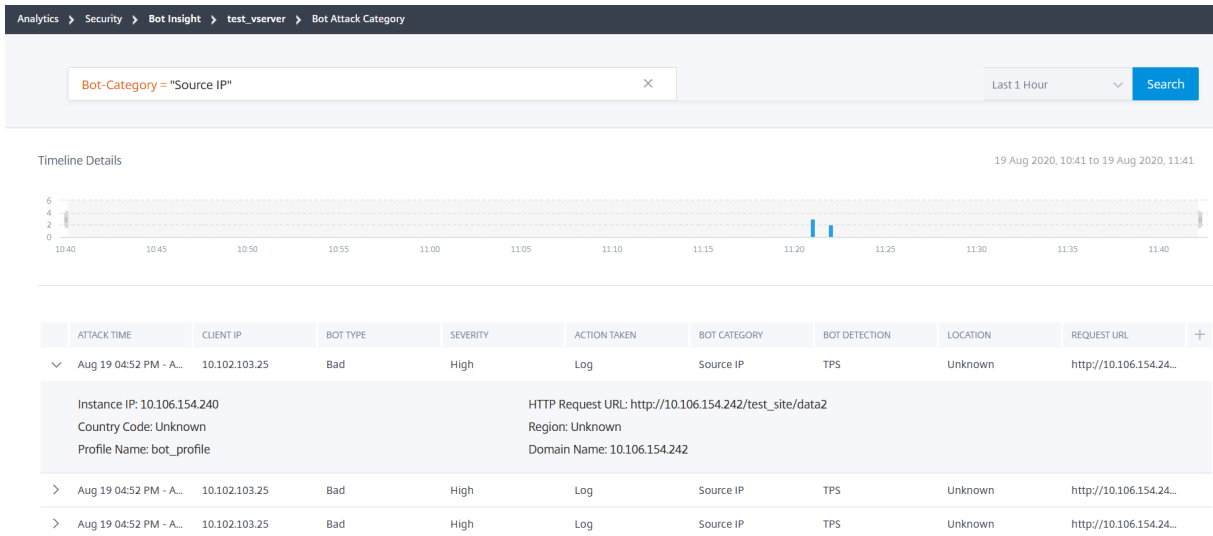 Analytics > Security > Bot Insight > test_vserver > Bot Attack Category
Bot-Category = "Source IP" × Last 1 Hour Search
Timeline Details 19 Aug 2020, 10:41 to 19 Aug 2020, 11:41
6
4
2
0
10:40 10:45 10:50 10:55 11:00 11:05 11:10 11:15 11:20 11:25 11:30 11:35 11:40
ATTACK TIME CLIENT IP BOT TYPE SEVERITY ACTION TAKEN BOT CATEGORY BOT DETECTION LOCATION REQUEST URL +
Aug 19 04:52 PM - A... 10.102.103.25 Bad High Log Source IP TPS Unknown http://10.106.154.24...
Instance IP: 10.106.154.240 HTTP Request URL: http://10.106.154.242/test_site/data2
Country Code: Unknown Region: Unknown
Profile Name: bot_profile Domain Name: 10.106.154.242
Aug 19 04:52 PM - A... 10.102.103.25 Bad High Log Source IP TPS Unknown http://10.106.154.24...
Aug 19 04:52 PM - A... 10.102.103.25 Bad High Log Source IP TPS Unknown http://10.106.154.24...